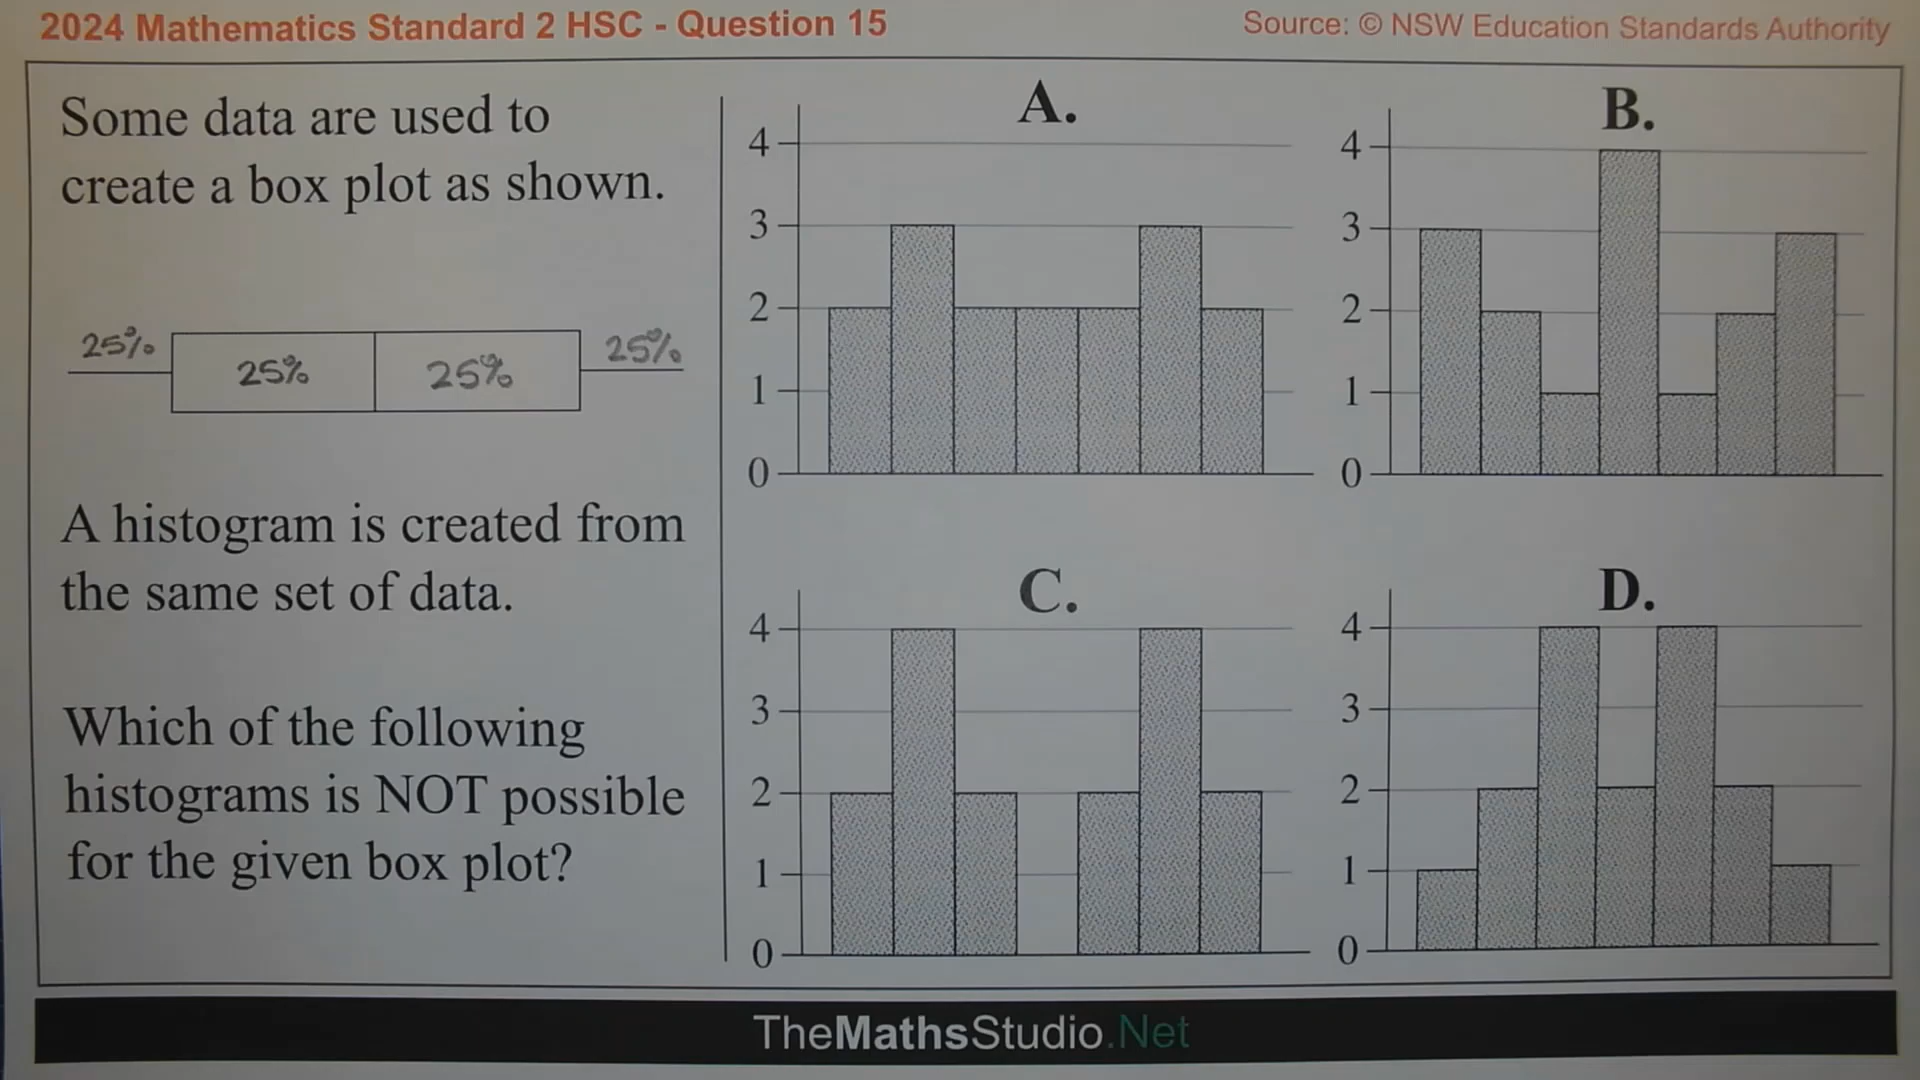 2024 Mathematics Standard 2 HSC - Question 15
Source: © NSW Education Standards Authority
Some data are used to
create a box plot as shown.
25%
25%
25%
25%
A histogram is created from
the same set of data.
Which of the following
histograms is NOT possible
for the given box plot?
A.
4
3
2
1
0
B.
4
3
2
1
0
C.
4
3
2
1
0
D.
4
3
2
1
0
TheMathsStudio.Net